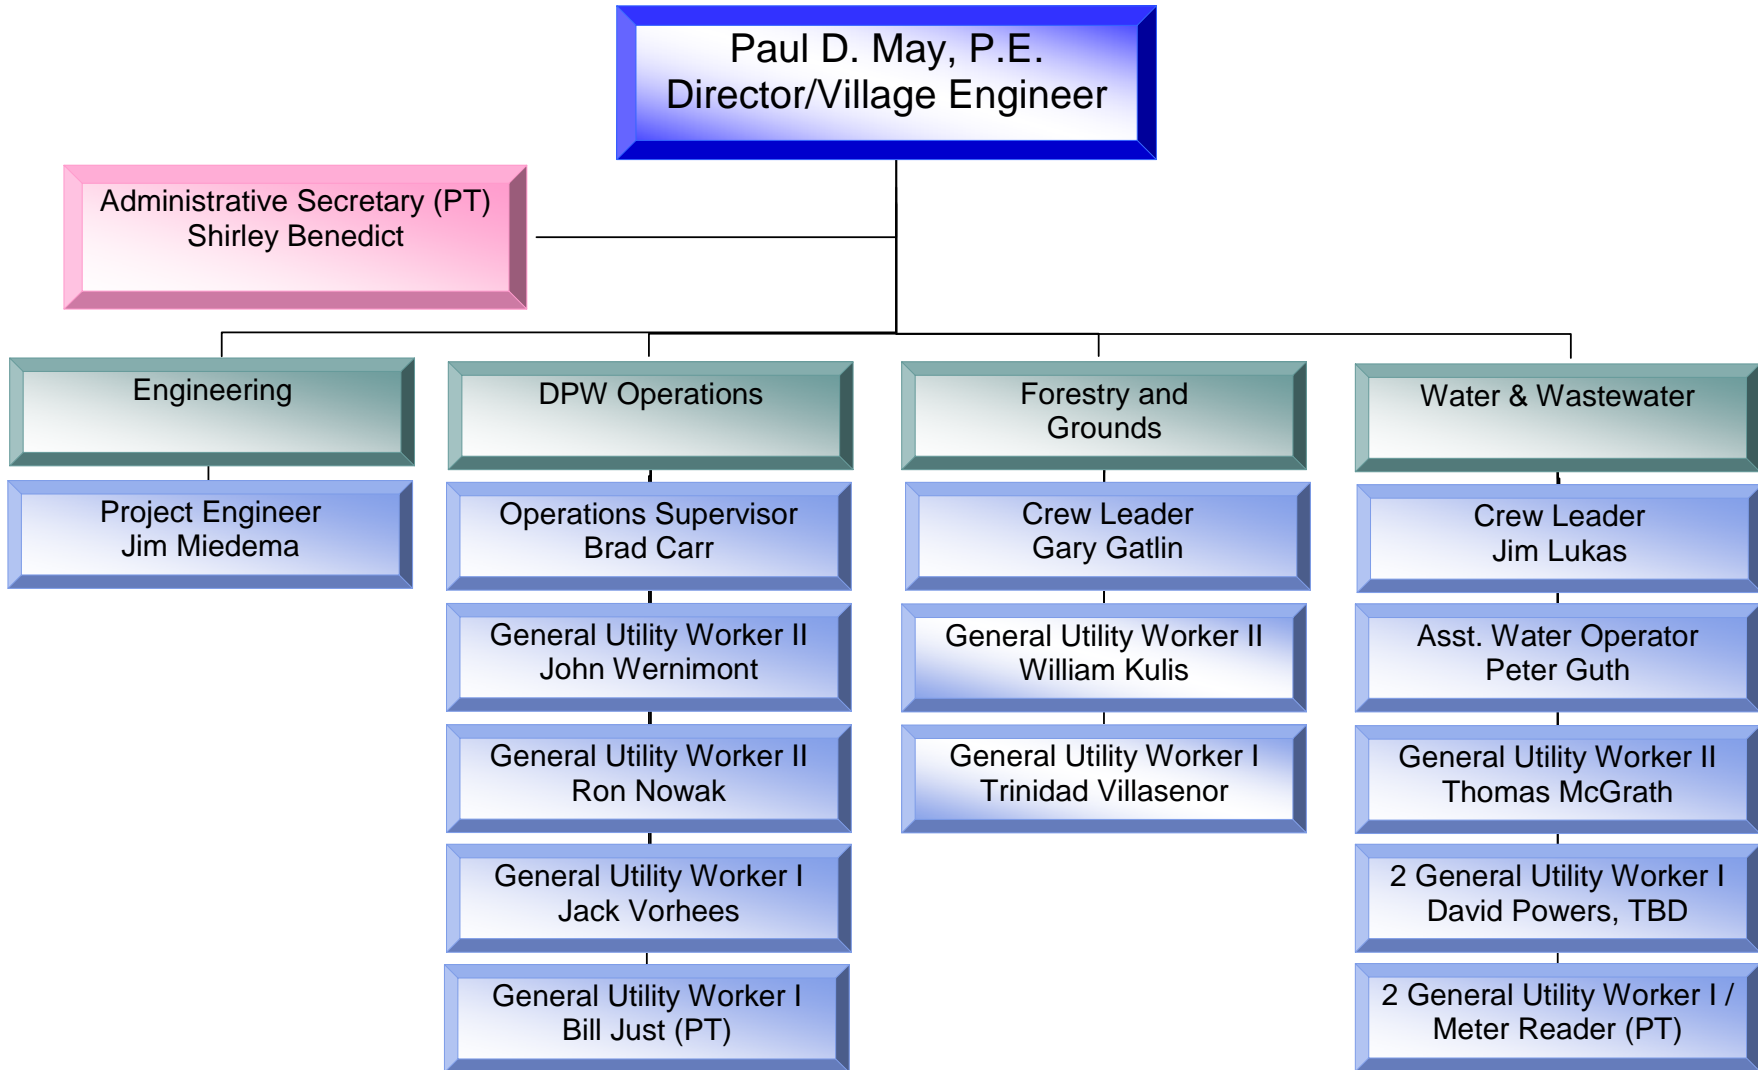 Paul D. May, P.E.
Director/Village Engineer
Administrative Secretary (PT)
Shirley Benedict
Engineering
Project Engineer
Jim Miedema
DPW Operations
Operations Supervisor
Brad Carr
General Utility Worker II
John Wernimont
General Utility Worker II
Ron Nowak
General Utility Worker I
Jack Vorhees
General Utility Worker I
Bill Just (PT)
Forestry and
Grounds
Crew Leader
Gary Gatlin
General Utility Worker II
William Kulis
General Utility Worker I
Trinidad Villasenor
Water & Wastewater
Crew Leader
Jim Lukas
Asst. Water Operator
Peter Guth
General Utility Worker II
Thomas McGrath
2 General Utility Worker I
David Powers, TBD
2 General Utility Worker I /
Meter Reader (PT)